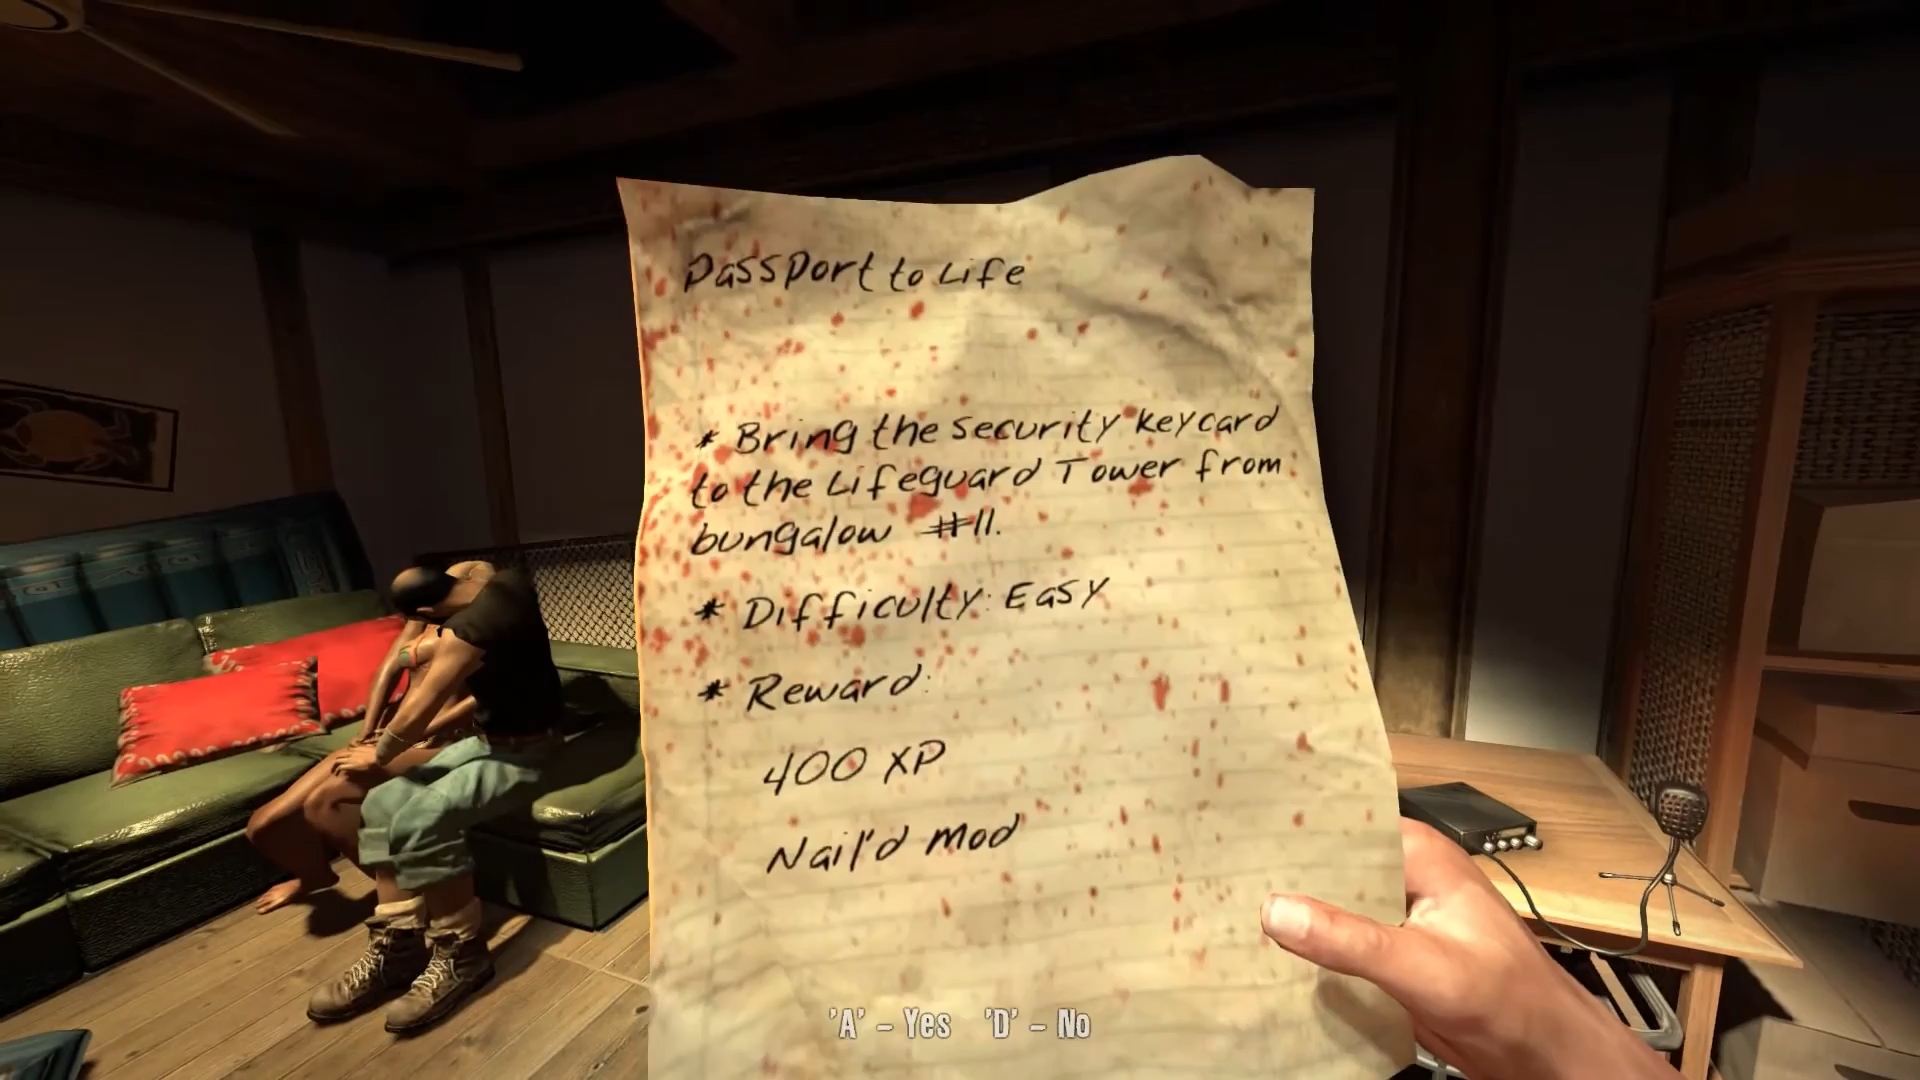 Passport to Life
* Bring the security keycard
to the Lifeguard Tower from
bungalow #11.
* Difficulty: Easy
* Reward:
400 XP
Nail'd Mod
'A' – Yes 'D' – No